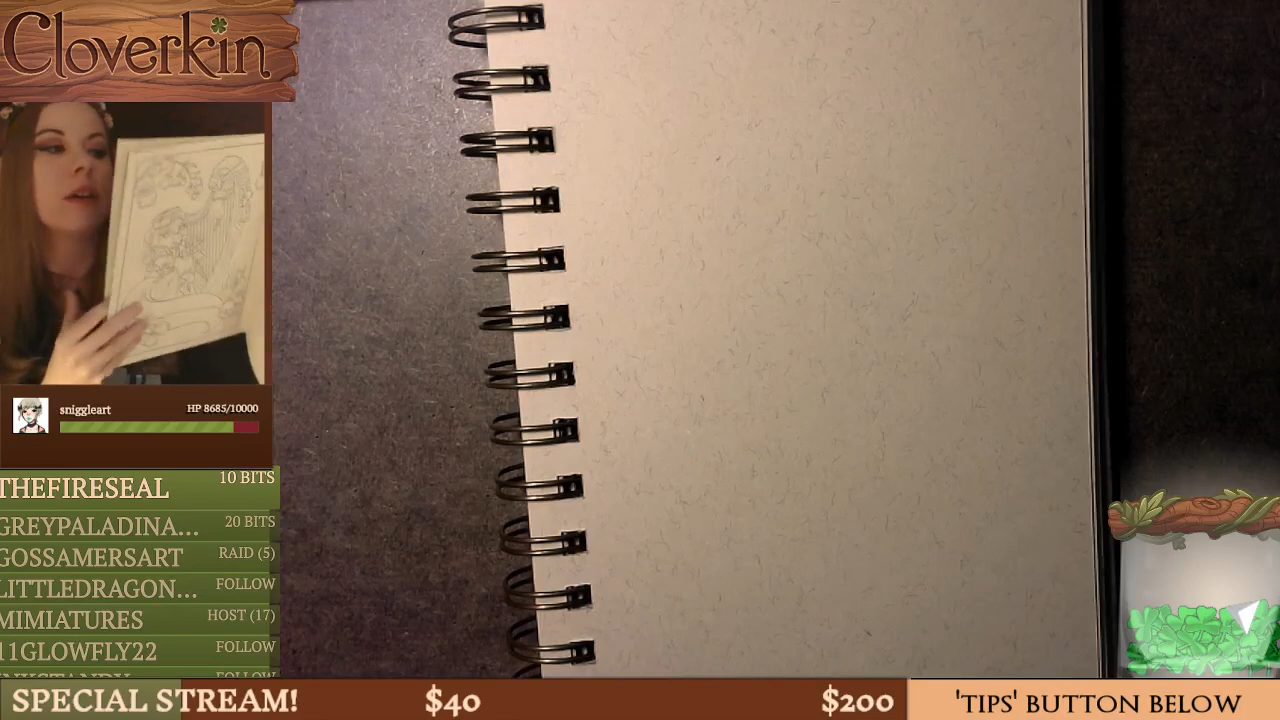 Cloverkin
sniggleart HP 8685/10000
THEFIRESEAL 10 BITS
GREYPALADINA... 20 BITS
GOSSAMERSART RAID (5)
LITTLEDRAGON... FOLLOW
MIMIATURES HOST (17)
11GLOWFLY22 FOLLOW
FOLLOW
SPECIAL STREAM! $40 $200 'TIPS' BUTTON BELOW